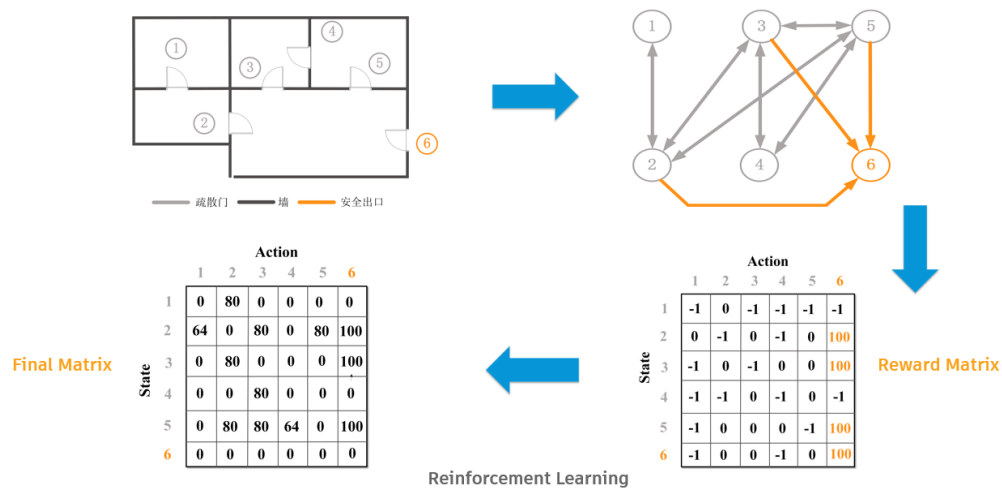 1
4
3
5
2
6
疏散门 墙 安全出口
1 3 5
2 4 6
Action
1 2 3 4 5 6
1 0 80 0 0 0 0
2 64 0 80 0 80 100
3 0 80 0 0 0 100
4 0 0 80 0 0 0
5 0 80 80 64 0 100
6 0 0 0 0 0 0
State
Final Matrix
Action
1 2 3 4 5 6
1 -1 0 -1 -1 -1 -1
2 0 -1 0 -1 0 100
3 -1 0 -1 0 0 100
4 -1 -1 0 -1 0 -1
5 -1 0 0 0 -1 100
6 -1 0 0 -1 0 100
State
Reward Matrix
Reinforcement Learning